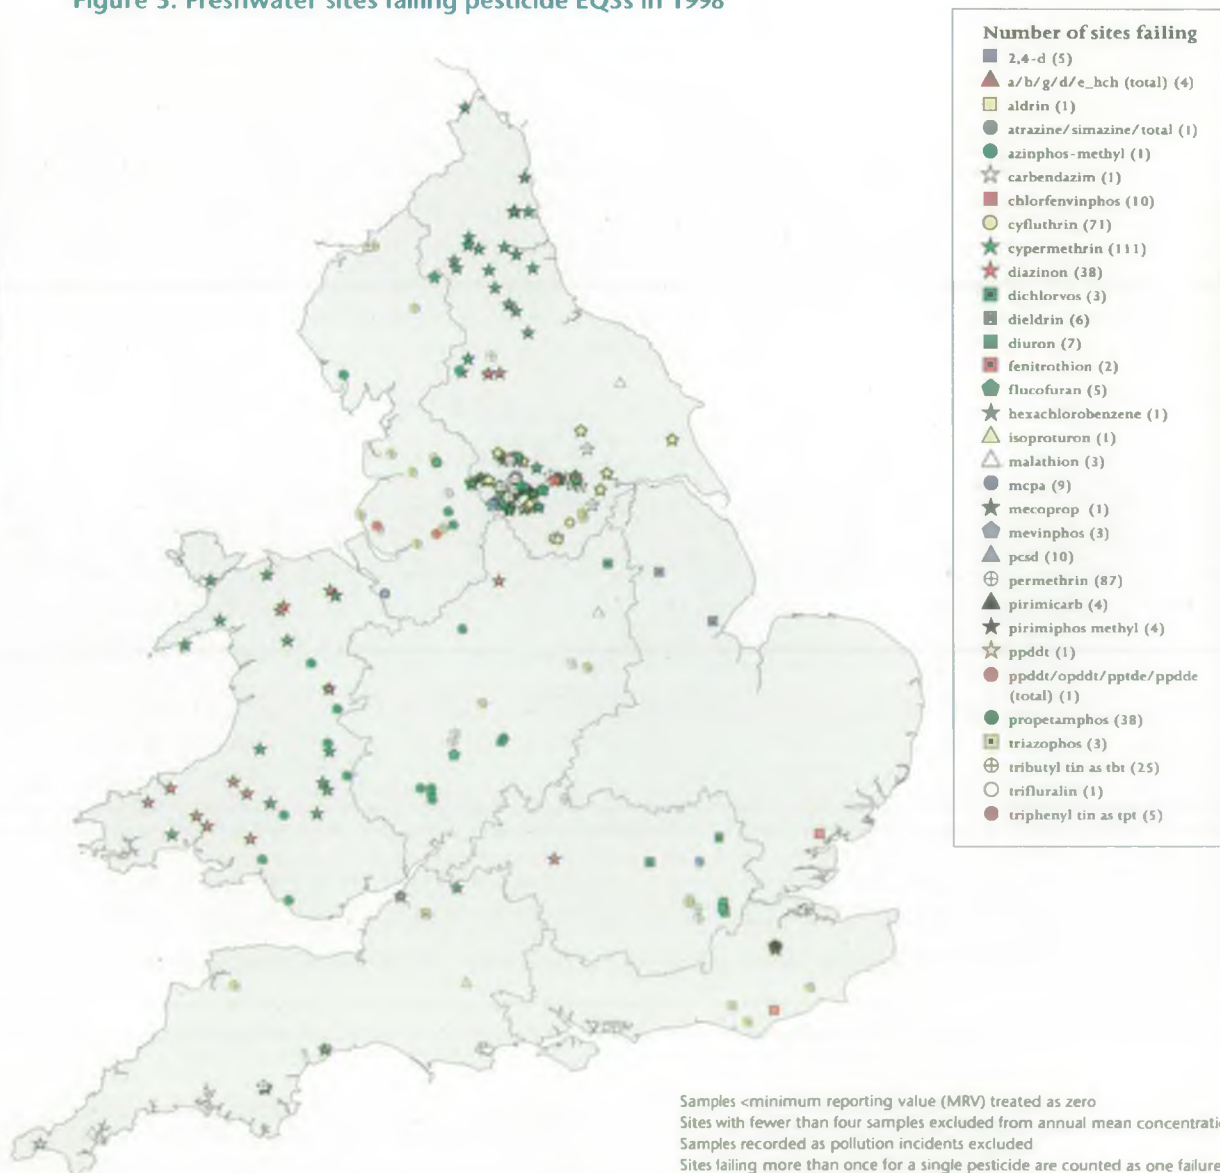 Figure 3: Freshwater sites failing pesticide EQSs in 1998
Number of sites failing
2,4-d (5)
a/b/g/d/e_hch (total) (4)
aldrin (1)
atrazine/simazine/total (1)
azinphos-methyl (1)
carbendazim (1)
chlorfenvinphos (10)
cyfluthrin (71)
cypermethrin (111)
diazinon (38)
dichlorvos (3)
dieldrin (6)
diuron (7)
fenitrothion (2)
flucofuran (5)
hexachlorobenzene (1)
isoproturon (1)
malathion (3)
mcpa (9)
mecoprop (1)
mevinphos (3)
pcsd (10)
permethrin (87)
pirimicarb (4)
pirimiphos methyl (4)
ppddt (1)
ppddt/opddt/pptde/ppdde
(total) (1)
propetamphos (38)
triazophos (3)
tributyl tin as tbt (25)
trifluralin (1)
triphenyl tin as tpt (5)
Samples <minimum reporting value (MRV) treated as zero
Sites with fewer than four samples excluded from annual mean concentrati
Samples recorded as pollution incidents excluded
Sites failing more than once for a single pesticide are counted as one failure